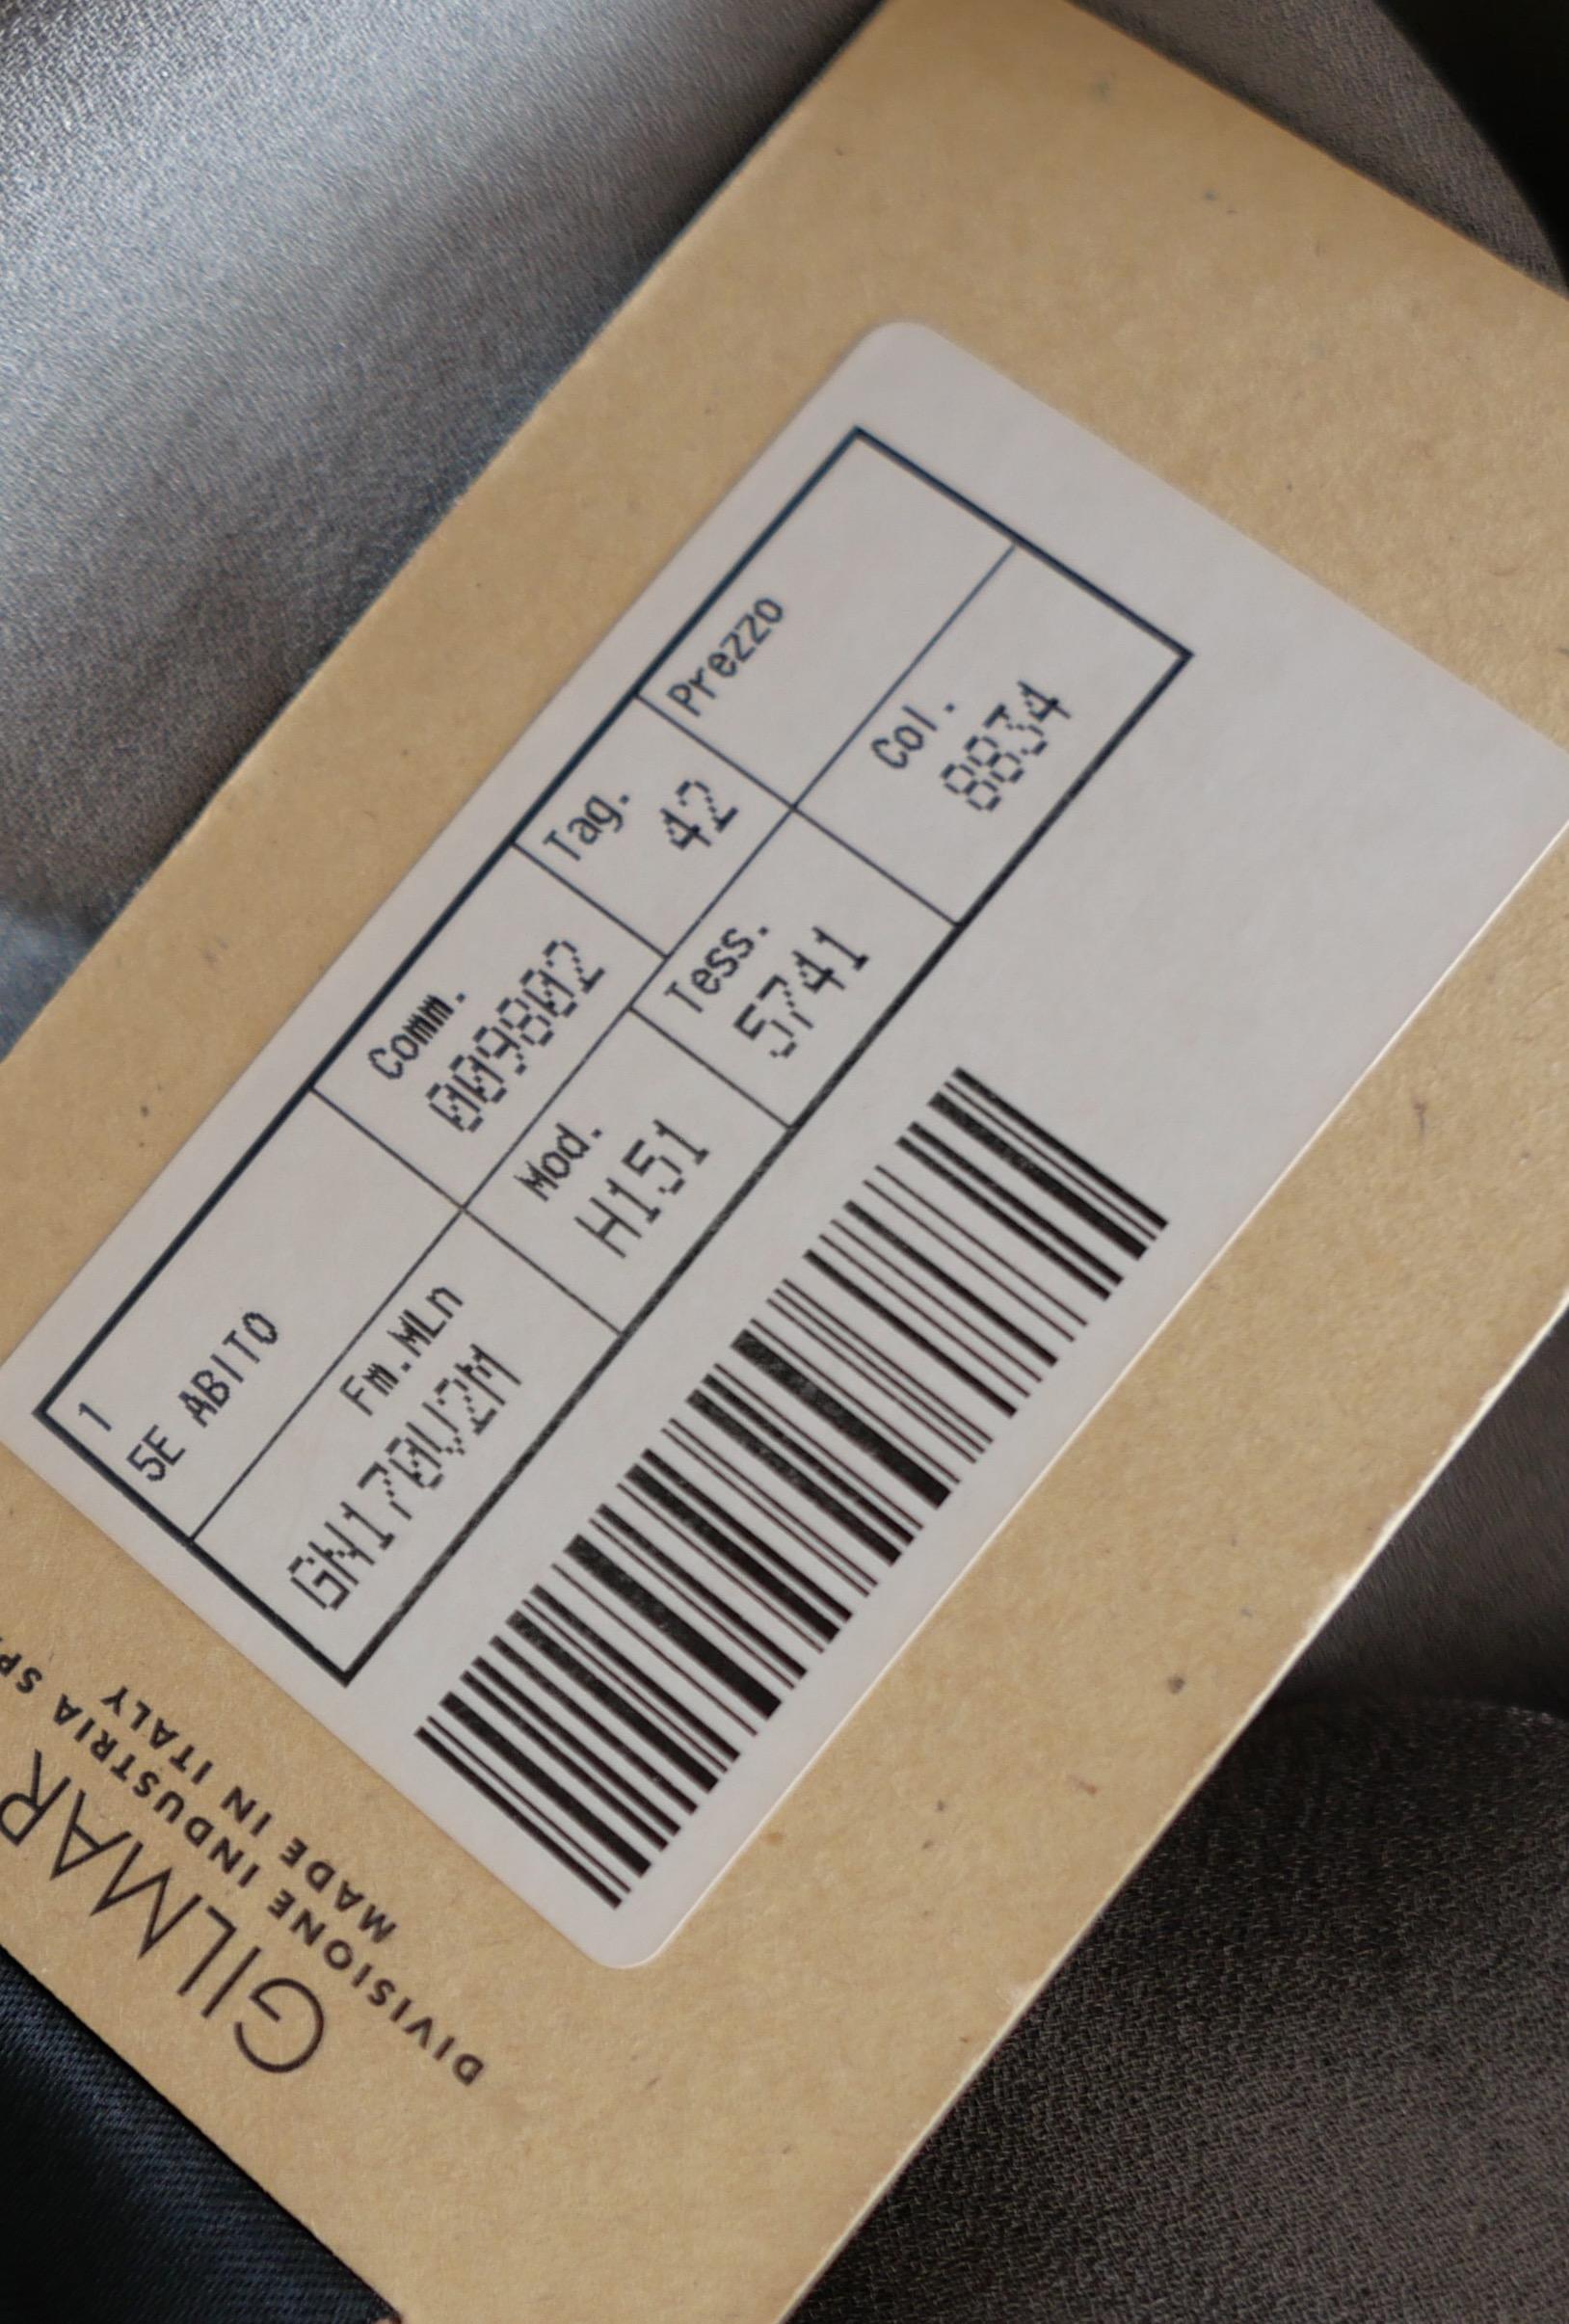 1
5E ABITO
Comm.
009802
Tag.
42
Prezzo
Fm.MLn
GN170U2M
Mod.
H151
Tess.
5741
Col.
8834
GILMAR
DIVISIONE INDUSTRIA
MADE IN ITALY